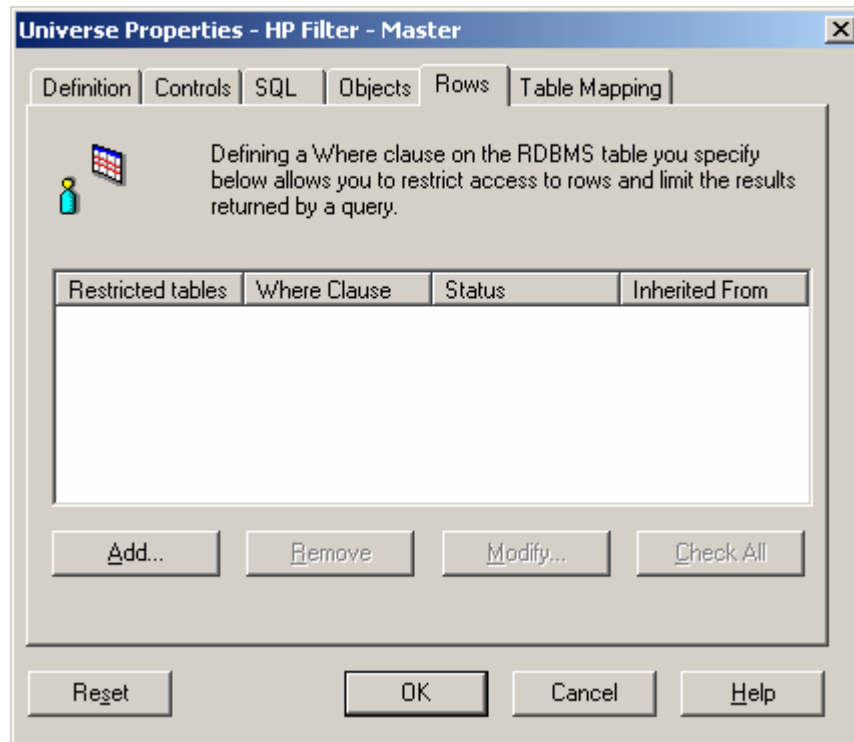 Universe Properties - HP Filter - Master
Definition Controls SQL Objects Rows Table Mapping
Defining a Where clause on the RDBMS table you specify
below allows you to restrict access to rows and limit the results
returned by a query.
Restricted tables Where Clause Status Inherited From
Add... Remove Modify... Check All
Reset OK Cancel Help